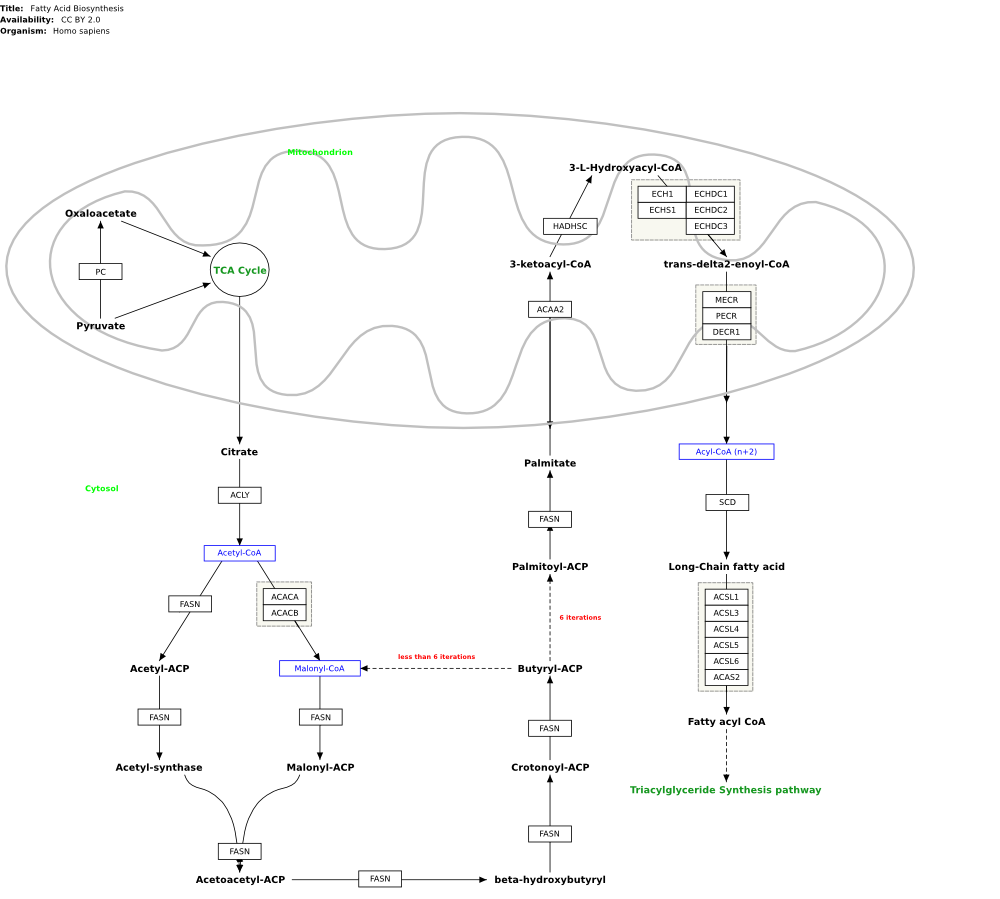 Title: Fatty Acid Biosynthesis
Availability: CC BY 2.0
Organism: Homo sapiens
Mitochondrion
3-L-Hydroxyacyl-CoA
ECH1 ECHDC1
ECHS1 ECHDC2
ECHDC3
Oxaloacetate
HADHSC
TCA Cycle
3-ketoacyl-CoA
trans-delta2-enoyl-CoA
PC
MECR
PECR
DECR1
ACAA2
Pyruvate
Citrate
Acyl-CoA (n+2)
Palmitate
Cytosol
ACLY
SCD
FASN
Acetyl-CoA
Palmitoyl-ACP
Long-Chain fatty acid
FASN
ACACA
ACACB
ACSL1
ACSL3
ACSL4
ACSL5
ACSL6
ACAS2
6 iterations
less than 6 iterations
Acetyl-ACP
Malonyl-CoA
Butyryl-ACP
FASN
FASN
FASN
Fatty acyl CoA
Acetyl-synthase
Malonyl-ACP
Crotonoyl-ACP
Triacylglyceride Synthesis pathway
FASN
FASN
Acetoacetyl-ACP
FASN
beta-hydroxybutyryl